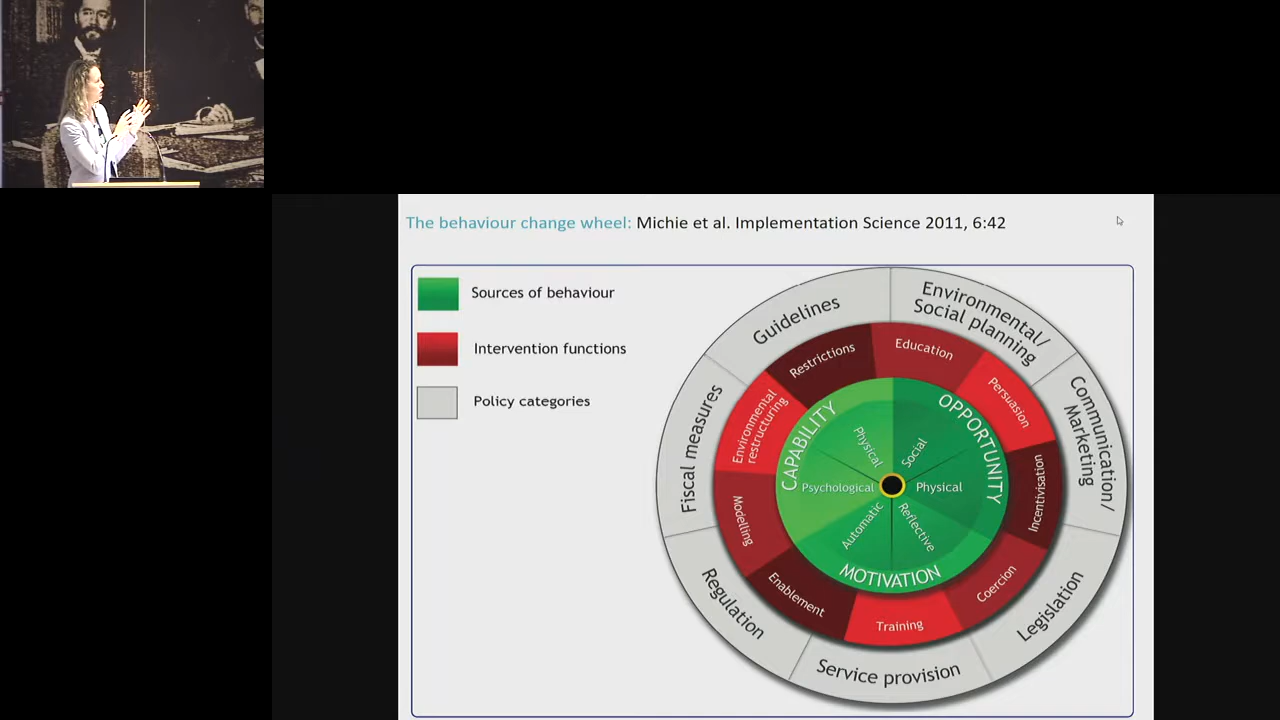 The behaviour change wheel: Michie et al. Implementation Science 2011, 6:42
Sources of behaviour
Intervention functions
Policy categories
Guidelines
Environmental/
Social planning
Communication/
Marketing
Legislation
Service provision
Regulation
Fiscal measures
Restrictions
Education
Persuasion
Incentivisation
Coercion
Training
Enablement
Modelling
Environmental
restructuring
CAPABILITY
OPPORTUNITY
MOTIVATION
Physical
Social
Psychological
Physical
Automatic
Reflective